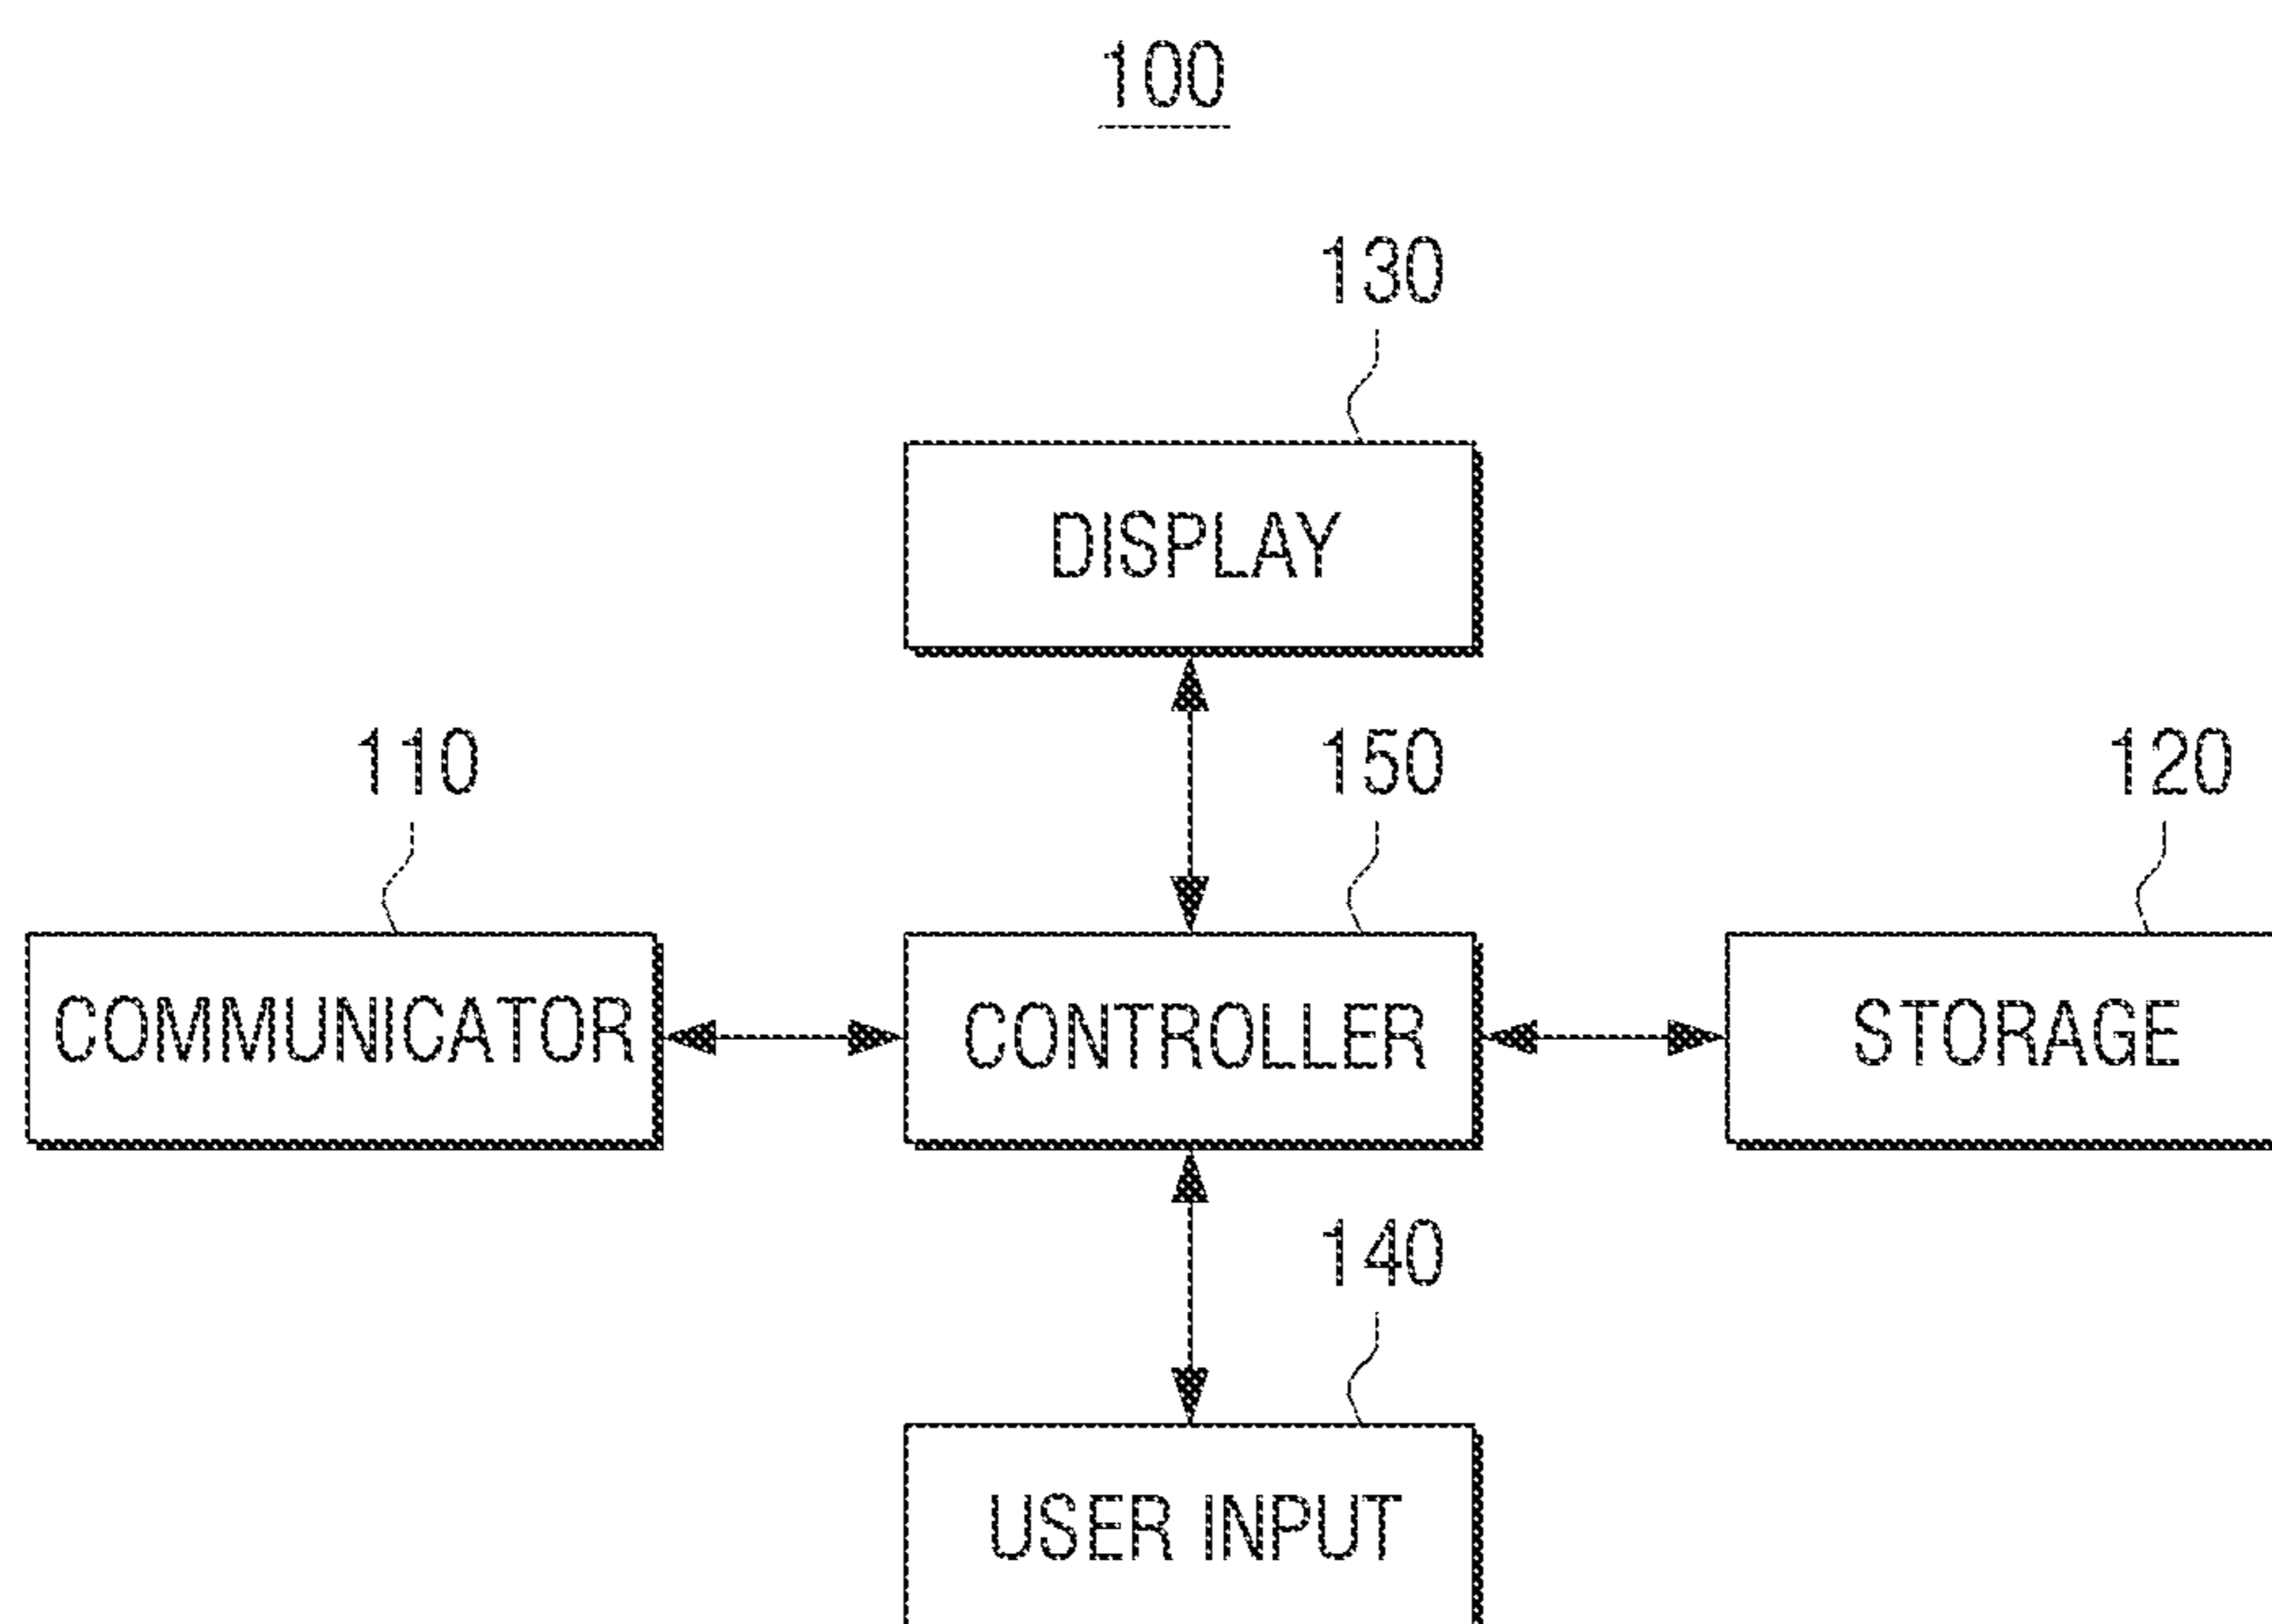 100
130
DISPLAY
110
150
120
COMMUNICATOR
CONTROLLER
STORAGE
140
USER INPUT